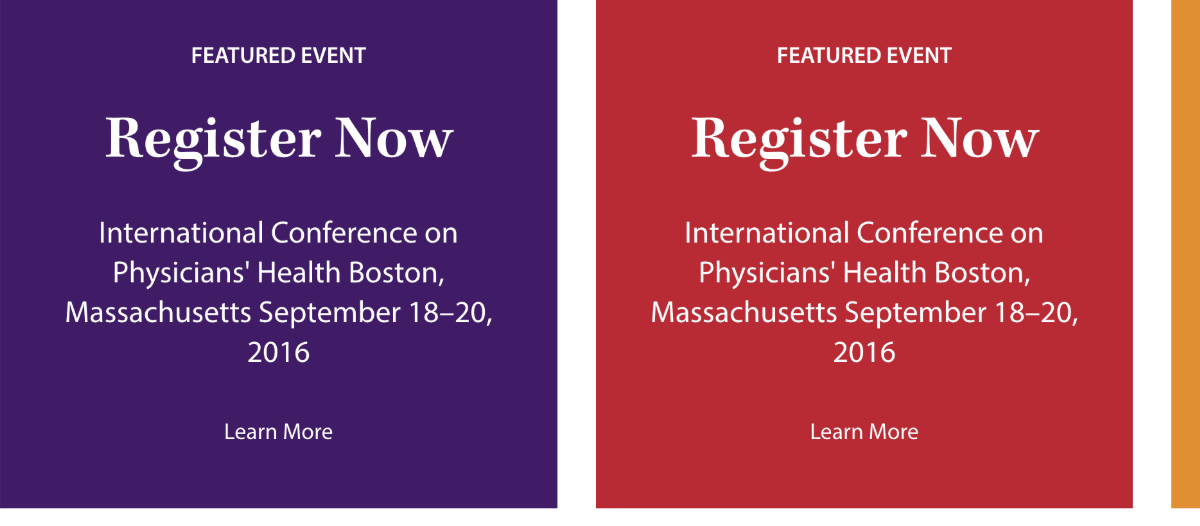 FEATURED EVENT
Register Now
International Conference on
Physicians' Health Boston,
Massachusetts September 18–20,
2016
Learn More
FEATURED EVENT
Register Now
International Conference on
Physicians' Health Boston,
Massachusetts September 18–20,
2016
Learn More